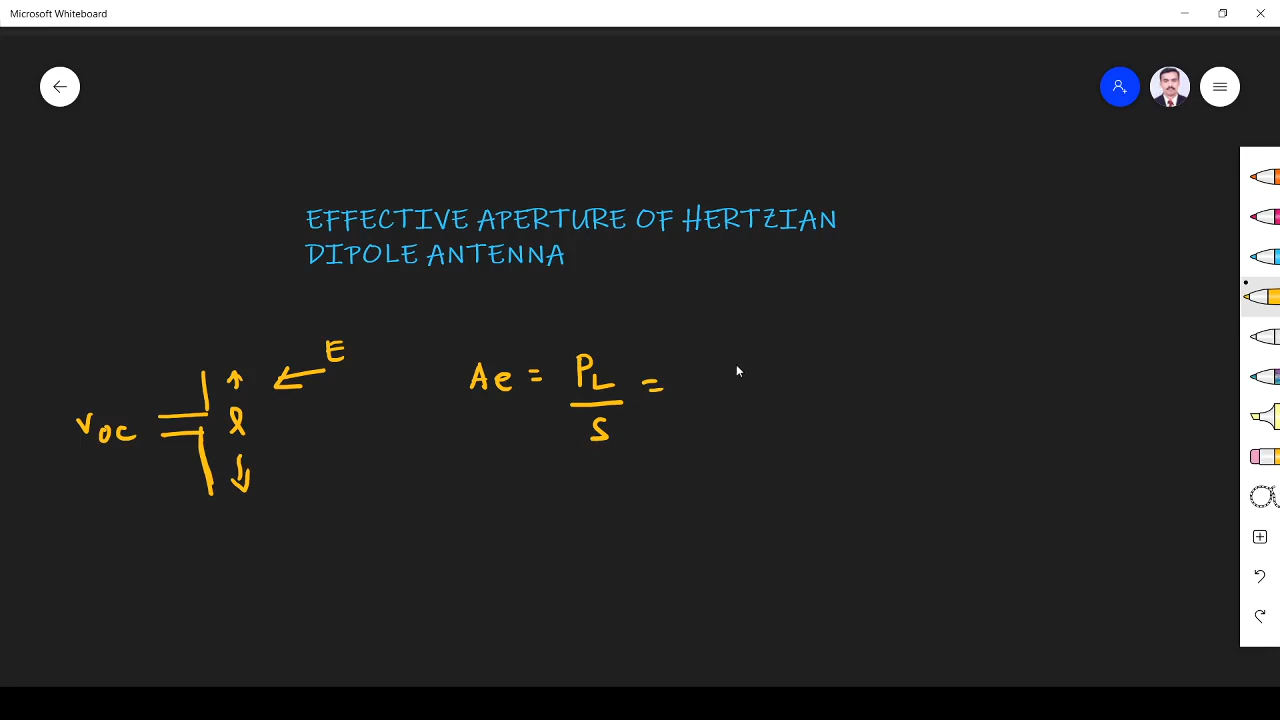 Microsoft Whiteboard
EFFECTIVE APERTURE OF HERTZIAN
DIPOLE ANTENNA
E
l
Voc
Ae = PL / S =